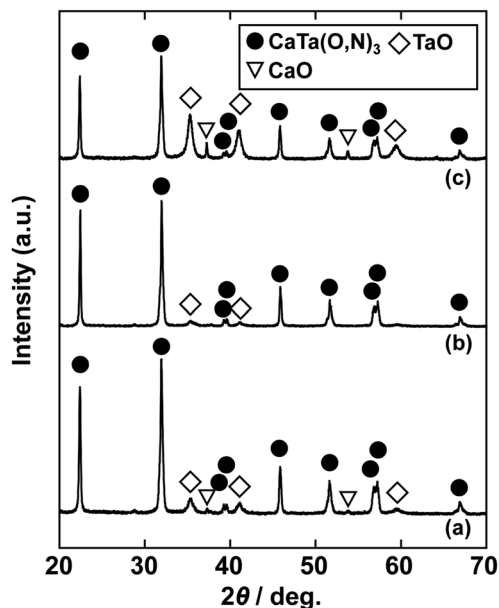 CaTa(O,N)3 TaO
CaO
(c)
(b)
(a)
Intensity (a.u.)
20 30 40 50 60 70
2θ / deg.